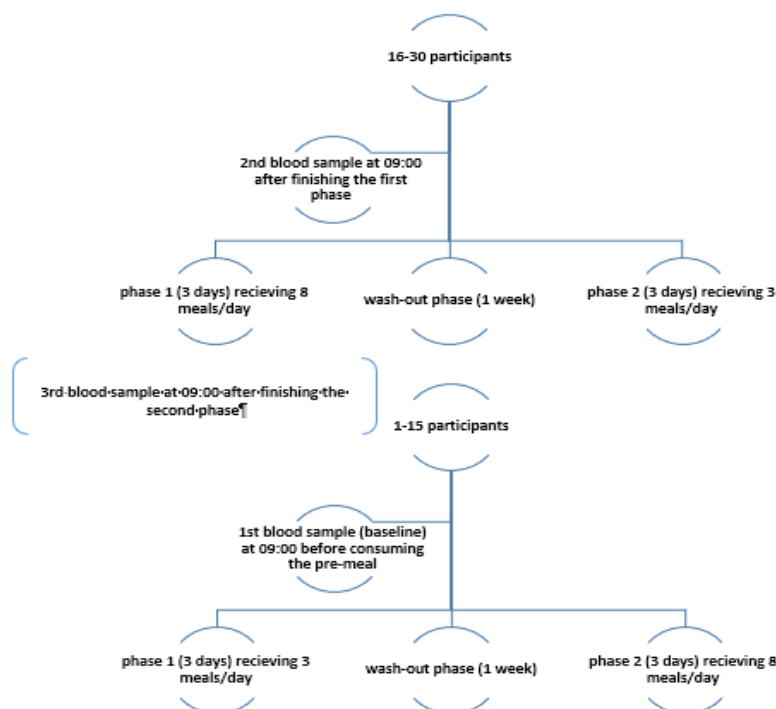 16-30 participants
2nd blood sample at 09:00
after finishing the first
phase
phase 1 (3 days) recieving 8
meals/day
wash-out phase (1 week)
phase 2 (3 days) recieving 3
meals/day
3rd·blood·sample·at·09:00·after·finishing·the·
second·phase¶
1-15 participants
1st blood sample (baseline)
at 09:00 before consuming
the pre-meal
phase 1 (3 days) recieving 3
meals/day
wash-out phase (1 week)
phase 2 (3 days) recieving 8
meals/day